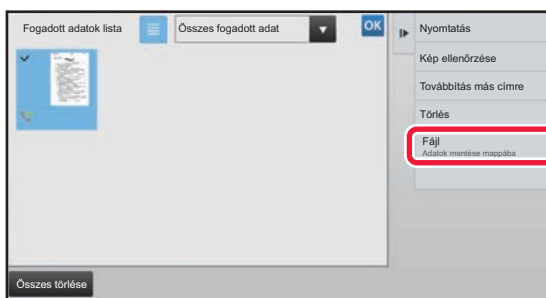 Fogadott adatok lista
Összes fogadott adat
OK
Nyomtatás
Kép ellenőrzése
Továbbítás más címre
Törlés
Fájl
Adatok mentése mappába
Összes törlése